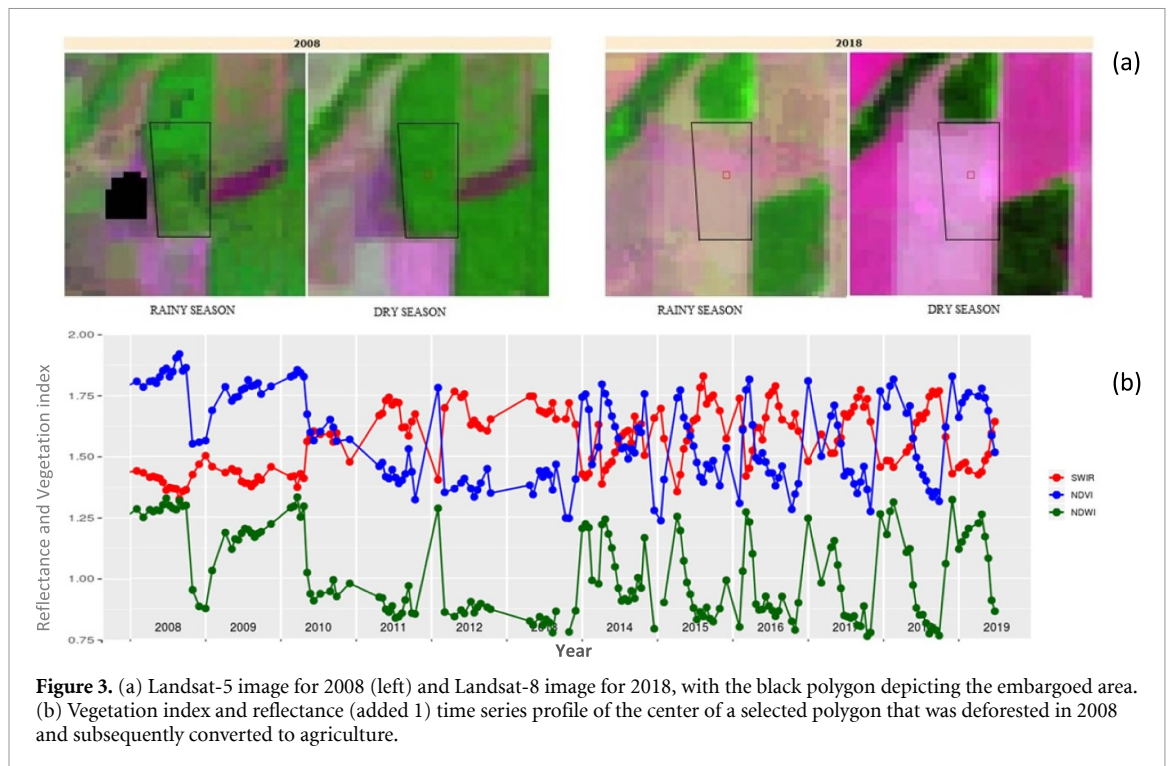 2008
2018
(a)
RAINY SEASON
DRY SEASON
RAINY SEASON
DRY SEASON
Reflectance and Vegetation index
2.00
1.75
1.50
1.25
1.00
0.75
(b)
SWIR
NDVI
NDWI
2008 2009 2010 2011 2012 2014 2015 2016 2019
Year
Figure 3. (a) Landsat-5 image for 2008 (left) and Landsat-8 image for 2018, with the black polygon depicting the embargoed area.
(b) Vegetation index and reflectance (added 1) time series profile of the center of a selected polygon that was deforested in 2008
and subsequently converted to agriculture.